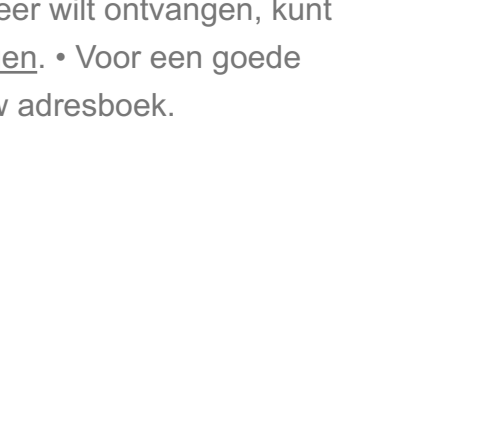 eer wilt ontvangen, kunt
en. • Voor een goede
adresboek.